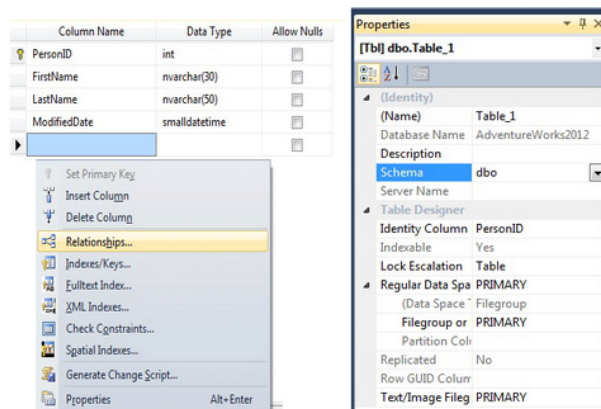 Column Name Data Type Allow Nulls
PersonID int
FirstName nvarchar(30)
LastName nvarchar(50)
ModifiedDate smalldatetime
Set Primary Key
Insert Column
Delete Column
Relationships...
Indexes/Keys...
Fulltext Index...
XML Indexes...
Check Constraints...
Spatial Indexes...
Generate Change Script...
Properties Alt+Enter
Properties
[Tbl] dbo.Table_1
(Identity)
(Name) Table_1
Database Name AdventureWorks2012
Description
Schema dbo
Server Name
Table Designer
Identity Column PersonID
Indexable Yes
Lock Escalation Table
Regular Data Spa PRIMARY
(Data Space Filegroup
Filegroup or PRIMARY
Partition Colu
Replicated No
Row GUID Colum
Text/Image Fileg PRIMARY